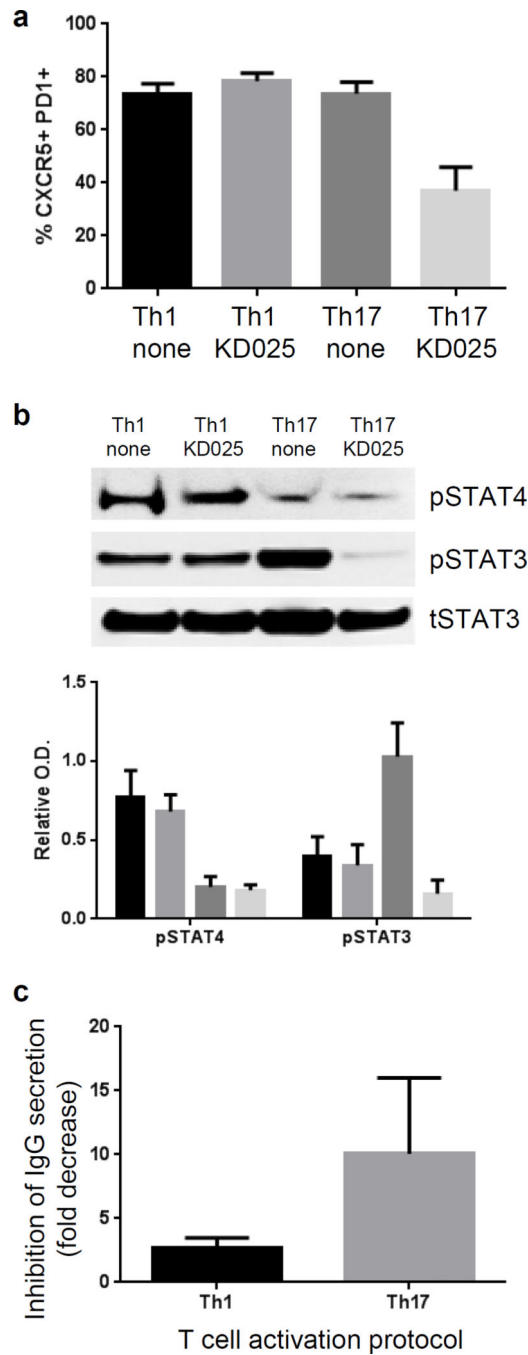 a
% CXCR5+ PD1+
100
80
60
40
20
0
Th1 none
Th1 KD025
Th17 none
Th17 KD025
b
Th1 none
Th1 KD025
Th17 none
Th17 KD025
pSTAT4
pSTAT3
tSTAT3
Relative O.D.
1.5
1.0
0.5
0.0
pSTAT4
pSTAT3
c
Inhibition of IgG secretion
(fold decrease)
20
15
10
5
0
Th1
Th17
T cell activation protocol